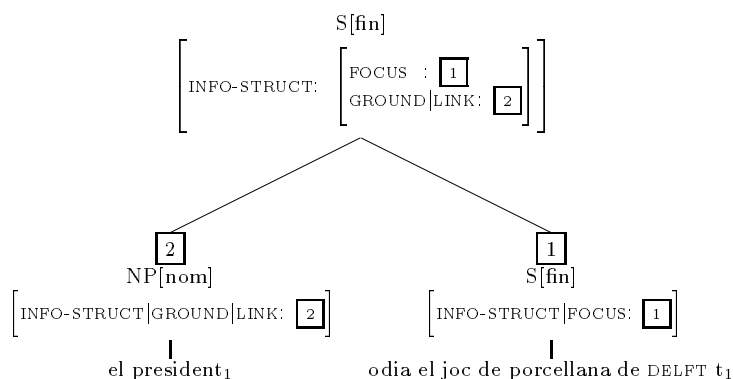 S[fin]
INFO-STRUCT: FOCUS : 1
GROUND|LINK: 2
2 1
NP[nom] S[fin]
INFO-STRUCT|GROUND|LINK: 2 INFO-STRUCT|FOCUS: 1
el president₁ odia el joc de porcellana de DELFT t₁